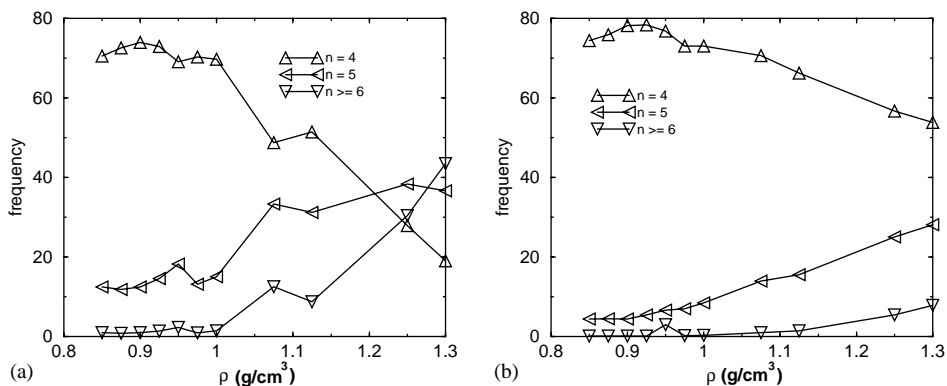 80
60
40
20
0
frequency
n = 4
n = 5
n >= 6
0.8 0.9 1 1.1 1.2 1.3
ρ (g/cm³)
(a)
80
60
40
20
0
frequency
n = 4
n = 5
n >= 6
0.8 0.9 1 1.1 1.2 1.3
ρ (g/cm³)
(b)